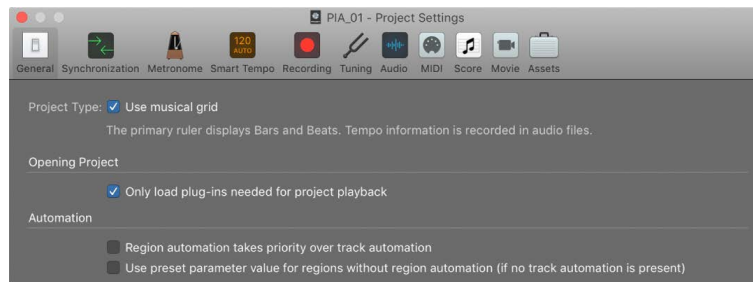 PIA_01 - Project Settings
120
AUTO
General Synchronization Metronome Smart Tempo Recording Tuning Audio MIDI Score Movie Assets
Project Type: Use musical grid
The primary ruler displays Bars and Beats. Tempo information is recorded in audio files.
Opening Project
Only load plug-ins needed for project playback
Automation
Region automation takes priority over track automation
Use preset parameter value for regions without region automation (if no track automation is present)